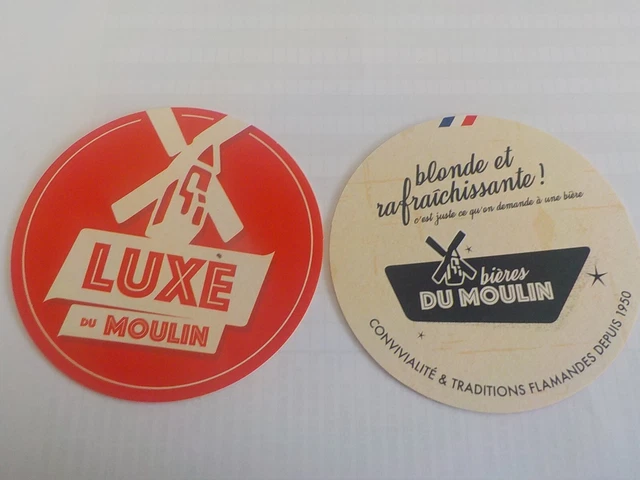 LUXE
DU MOULIN
blonde et
rafraîchissante !
c'est juste ce qu'on demande à une bière
bières
DU MOULIN
CONVIVIALITÉ & TRADITIONS FLAMANDES DEPUIS 1950